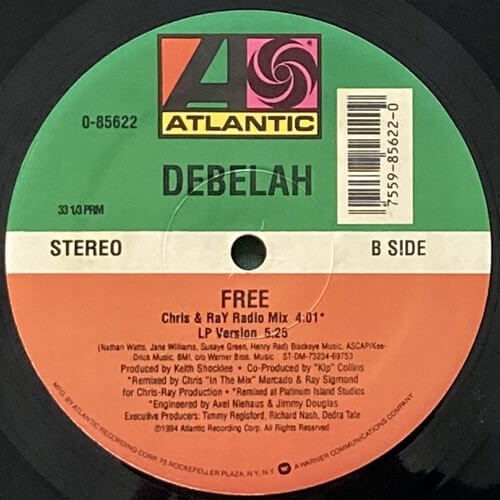 ATLANTIC
0-85622
DEBELAH
7559-85622-0
33 1/3 PRM
STEREO
B SIDE
FREE
Chris & RaY Radio Mix 4:01*
LP Version 5:25
(Nathan Watts, Jane Williams, Susaye Green, Henry Red) Blackeye Music, ASCAP/Kee-
Drick Music, BMI, c/o Warner Bros. Music ST-DM-73234-69753
Produced by Keith Shocklee • Co-Produced by "Kip" Collins
*Remixed by Chris "In The Mix" Mercado & Ray Sigmond
for Chris-Ray Production • *Remixed at Platinum Island Studios
*Engineered by Axel Niehaus & Jimmy Douglas
Executive Producers: Timmy Regisford, Richard Nash, Dedra Tate
℗1994 Atlantic Recording Corp. All Rights Reserved
MFG. BY ATLANTIC RECORDING CORP., 75 ROCKEFELLER PLAZA, N.Y., N.Y. A WARNER COMMUNICATIONS COMPANY